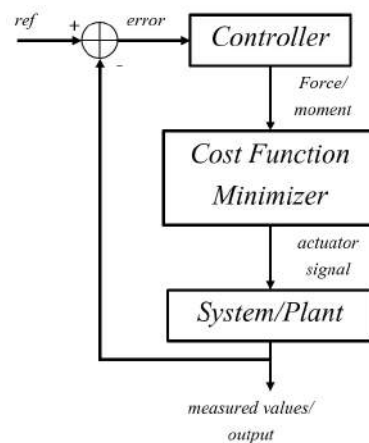 ref
+
error
-
Controller
Force/
moment
Cost Function
Minimizer
actuator
signal
System/Plant
measured values/
output